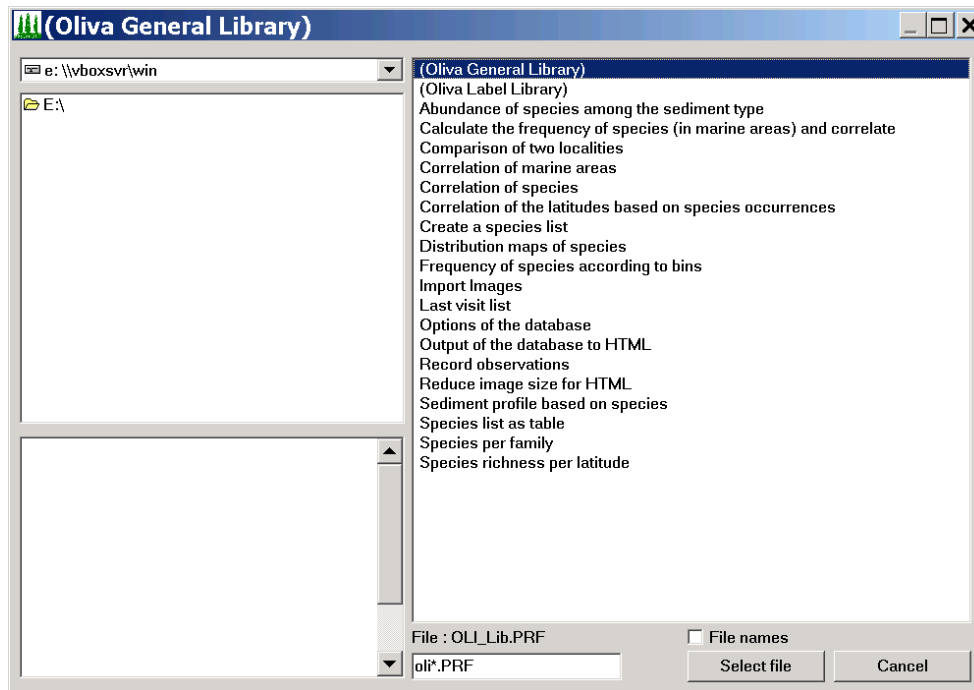 (Oliva General Library)
e: \\vboxsvr\win
E:\
(Oliva General Library)
(Oliva Label Library)
Abundance of species among the sediment type
Calculate the frequency of species (in marine areas) and correlate
Comparison of two localities
Correlation of marine areas
Correlation of species
Correlation of the latitudes based on species occurrences
Create a species list
Distribution maps of species
Frequency of species according to bins
Import Images
Last visit list
Options of the database
Output of the database to HTML
Record observations
Reduce image size for HTML
Sediment profile based on species
Species list as table
Species per family
Species richness per latitude
File : OLI_Lib.PRF
File names
oli*.PRF
Select file
Cancel